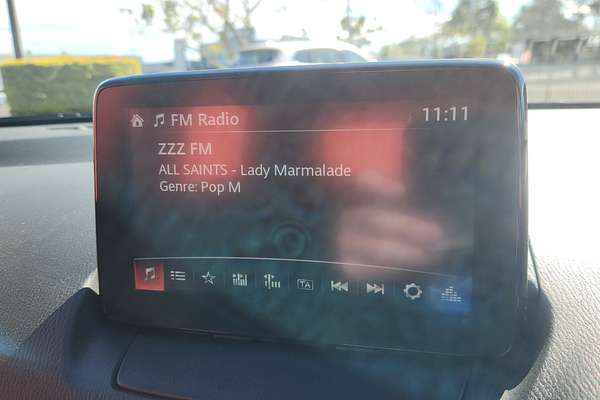 FM Radio 11:11
ZZZ FM
ALL SAINTS - Lady Marmalade
Genre: Pop M
TA